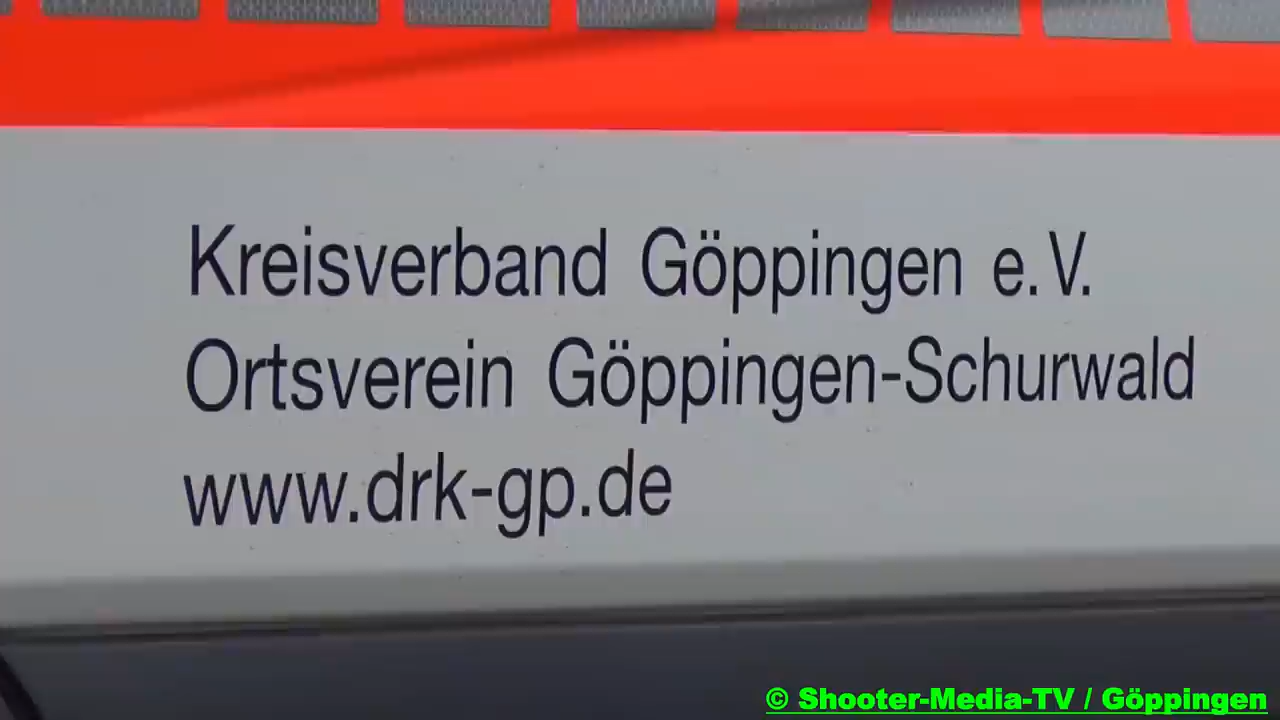 Kreisverband Göppingen e.V.
Ortsverein Göppingen-Schurwald
www.drk-gp.de
© Shooter-Media-TV / Göppingen